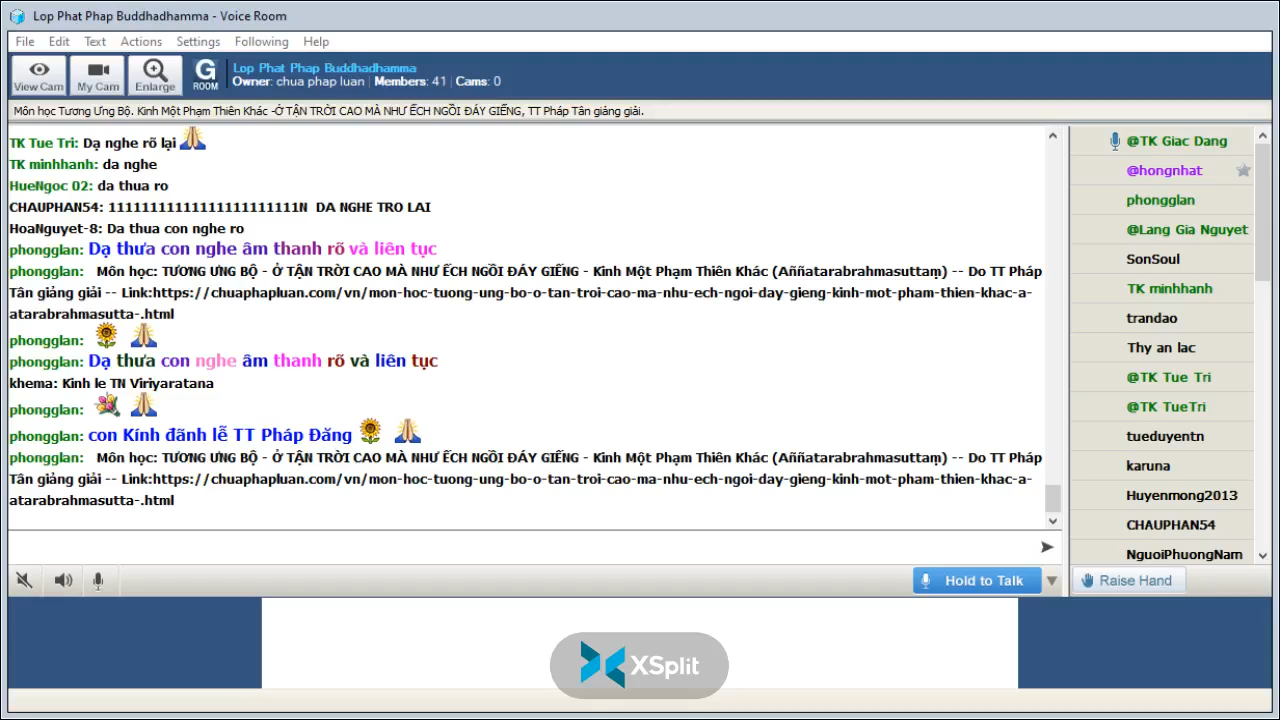 Lop Phat Phap Buddhadhamma - Voice Room
File Edit Text Actions Settings Following Help
View Cam My Cam Enlarge G ROOM
Lop Phat Phap Buddhadhamma
Owner: chua phap luan | Members: 41 | Cams: 0
Môn học Tương Ưng Bộ. Kinh Một Phạm Thiên Khác -Ở TẬN TRỜI CAO MÀ NHƯ ẾCH NGỒI ĐÁY GIẾNG, TT Pháp Tân giảng giải.
TK Tue Tri: Dạ nghe rõ lại
TK minhhanh: da nghe
HueNgoc 02: da thua ro
CHAUPHAN54: 11111111111111111111111N DA NGHE TRO LAI
HoaNguyet-8: Da thua con nghe ro
phongglan: Dạ thưa con nghe âm thanh rõ và liên tục
phongglan: Môn học: TƯƠNG ƯNG BỘ - Ở TẬN TRỜI CAO MÀ NHƯ ẾCH NGỒI ĐÁY GIẾNG - Kinh Một Phạm Thiên Khác (Aññatarabrahmasuttaṃ) -- Do TT Pháp
Tân giảng giải -- Link:https://chuaphapluan.com/vn/mon-hoc-tuong-ung-bo-o-tan-troi-cao-ma-nhu-ech-ngoi-day-gieng-kinh-mot-pham-thien-khac-a-
atarabrahmasutta-.html
phongglan:
phongglan: Dạ thưa con nghe âm thanh rõ và liên tục
khema: Kinh le TN Viriyaratana
phongglan:
phongglan: con Kính đãnh lễ TT Pháp Đăng
phongglan: Môn học: TƯƠNG ƯNG BỘ - Ở TẬN TRỜI CAO MÀ NHƯ ẾCH NGỒI ĐÁY GIẾNG - Kinh Một Phạm Thiên Khác (Aññatarabrahmasuttaṃ) -- Do TT Pháp
Tân giảng giải -- Link:https://chuaphapluan.com/vn/mon-hoc-tuong-ung-bo-o-tan-troi-cao-ma-nhu-ech-ngoi-day-gieng-kinh-mot-pham-thien-khac-a-
atarabrahmasutta-.html
@TK Giac Dang
@hongnhat
phongglan
@Lang Gia Nguyet
SonSoul
TK minhhanh
trandao
Thy an lac
@TK Tue Tri
@TK TueTri
tueduyentn
karuna
Huyenmong2013
CHAUPHAN54
NguoiPhuongNam
Hold to Talk
Raise Hand
XSplit